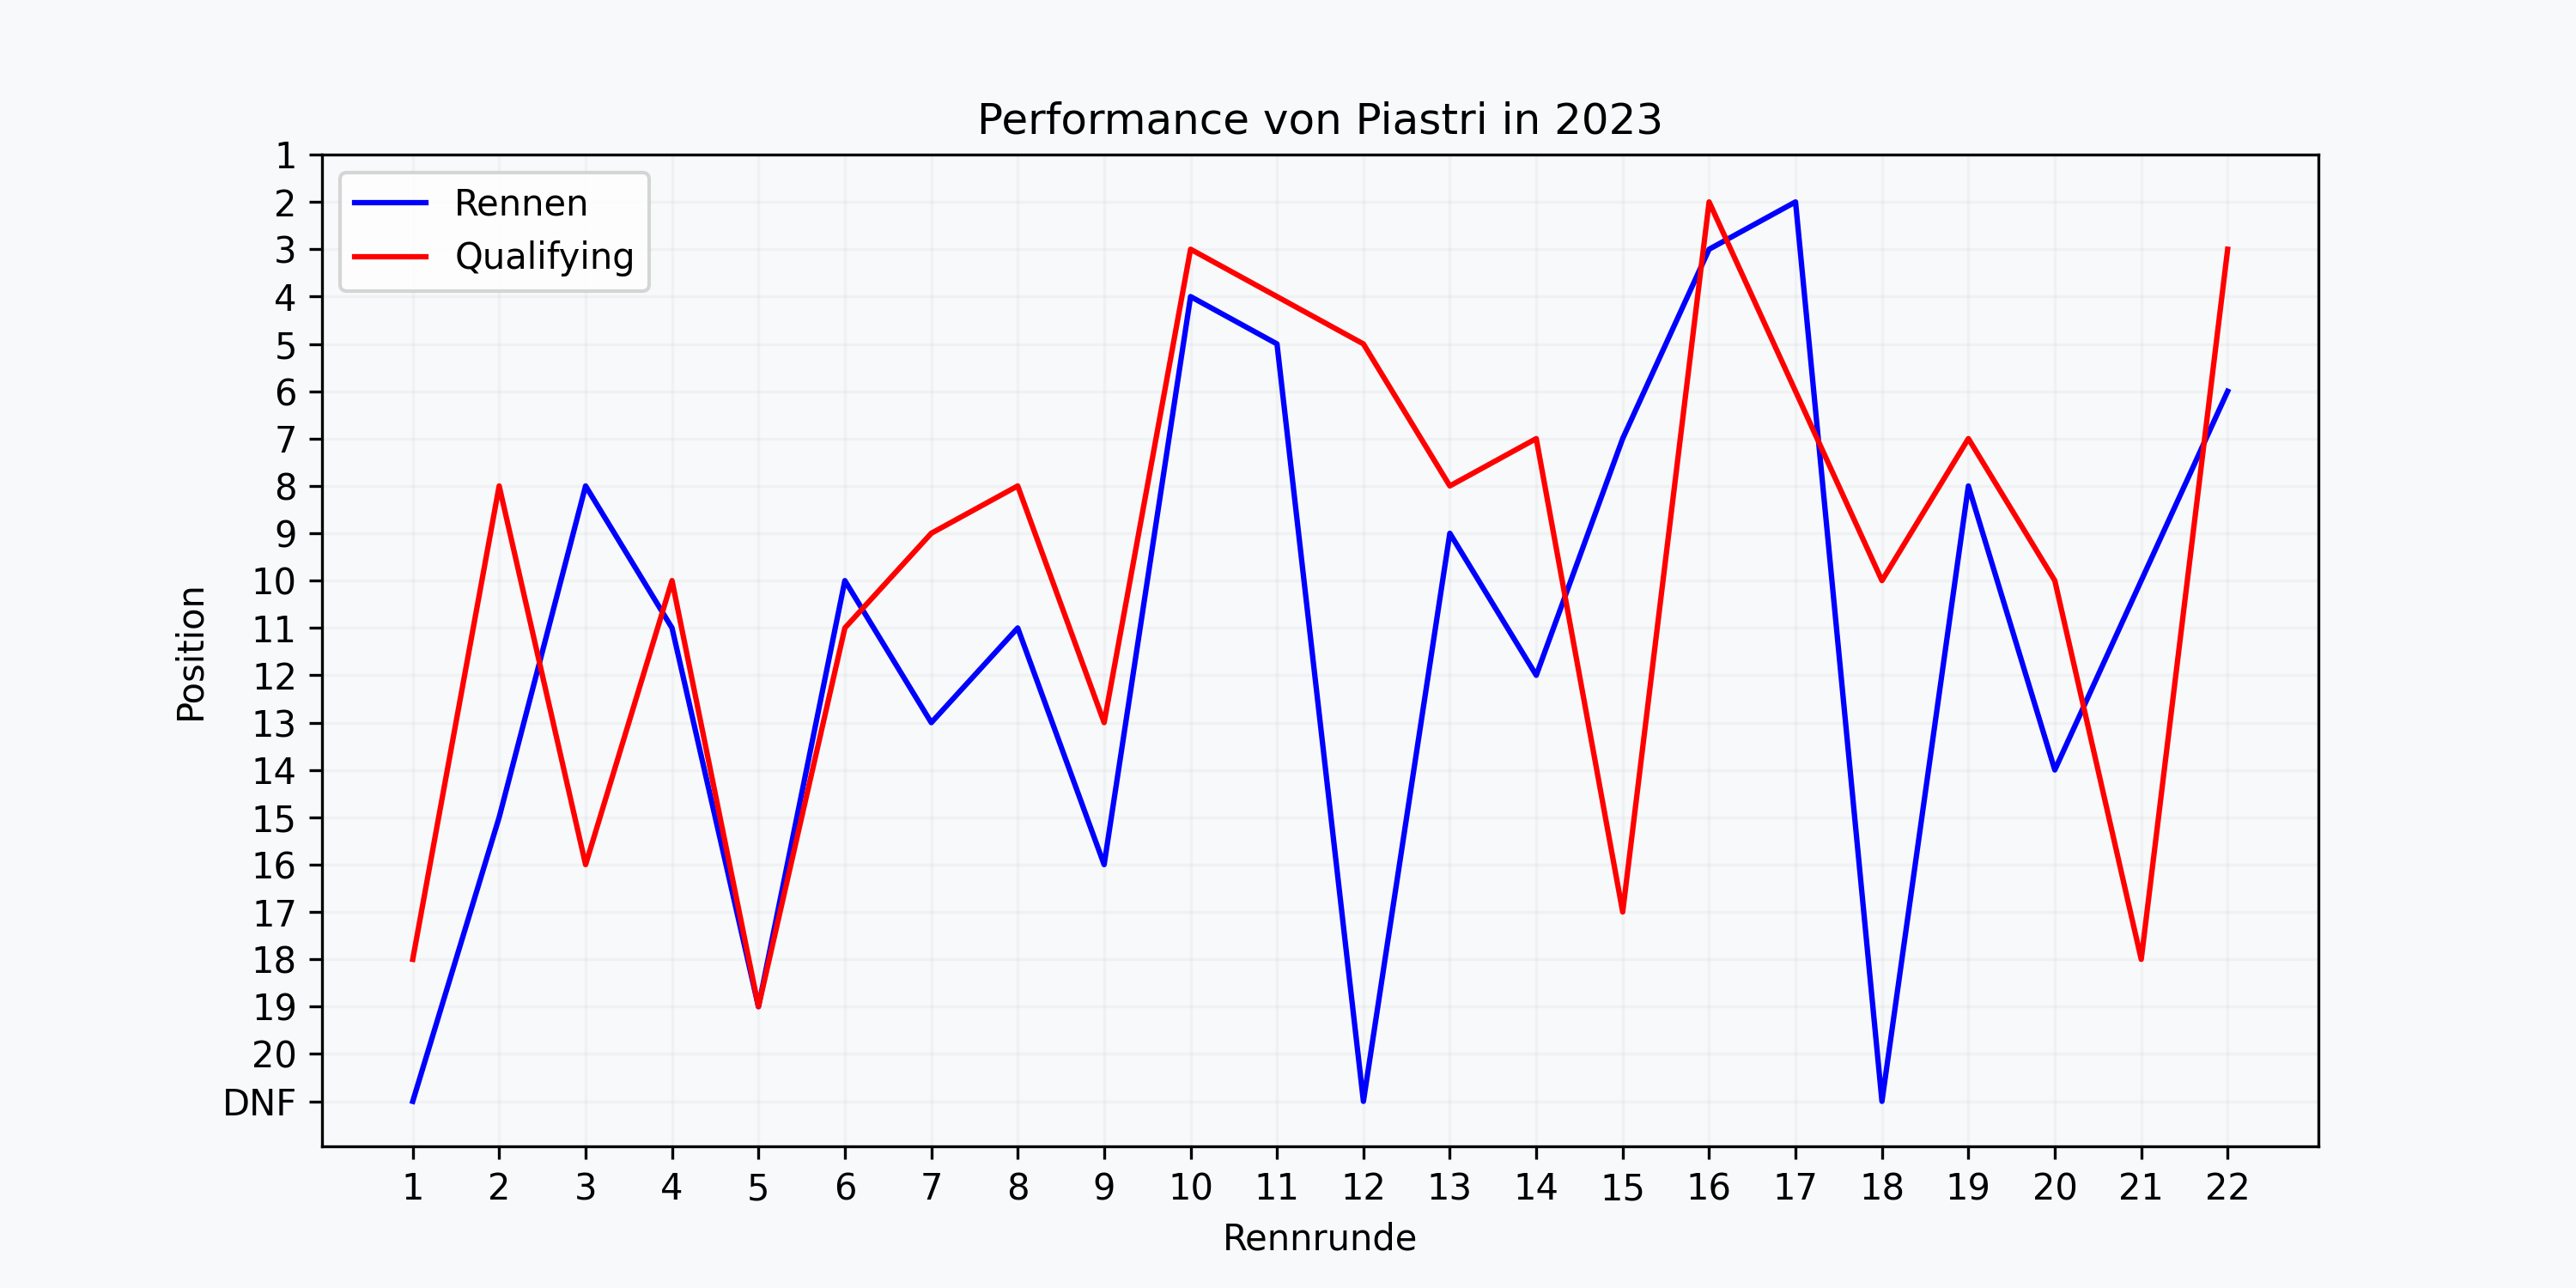 Performance von Piastri in 2023
Rennen
Qualifying
Position
1
2
3
4
5
6
7
8
9
10
11
12
13
14
15
16
17
18
19
20
DNF
1 2 3 4 5 6 7 8 9 10 11 12 13 14 15 16 17 18 19 20 21 22
Rennrunde